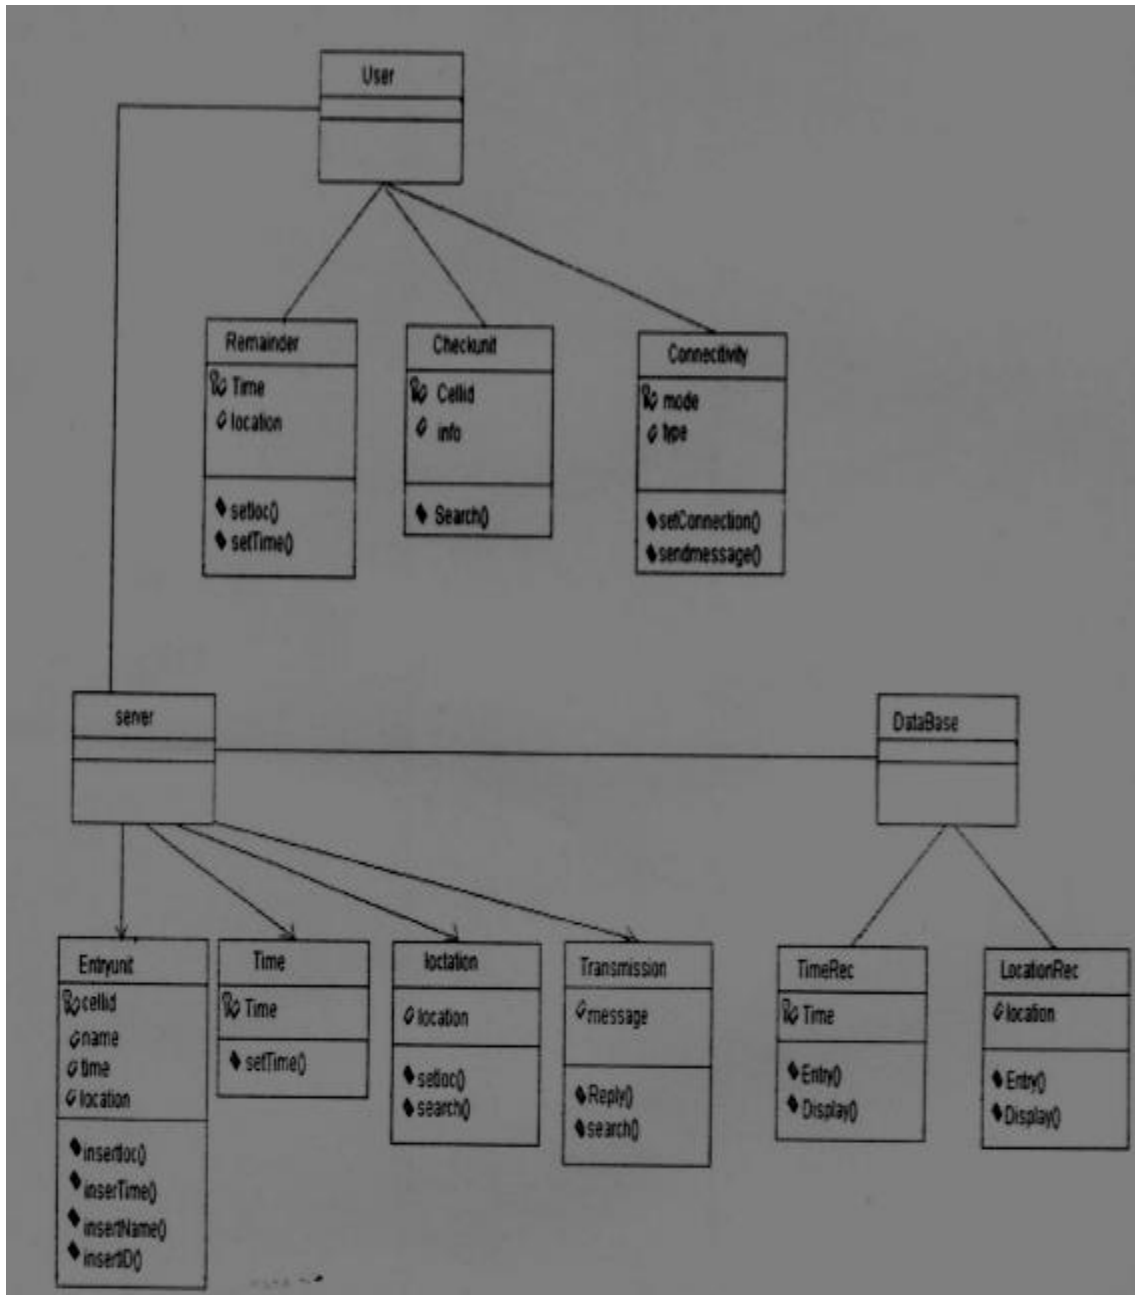 User
Remainder
Time
location
setloc()
setTime()
Checkunit
Cellid
info
Search()
Connectivity
mode
type
setConnection()
sendmessage()
server
DataBase
Entryunit
cellid
name
time
location
insertloc()
inserTime()
insertName()
insertID()
Time
Time
setTime()
loctation
location
setloc()
search()
Transmission
message
Reply()
search()
TimeRec
Time
Entry()
Display()
LocationRec
location
Entry()
Display()